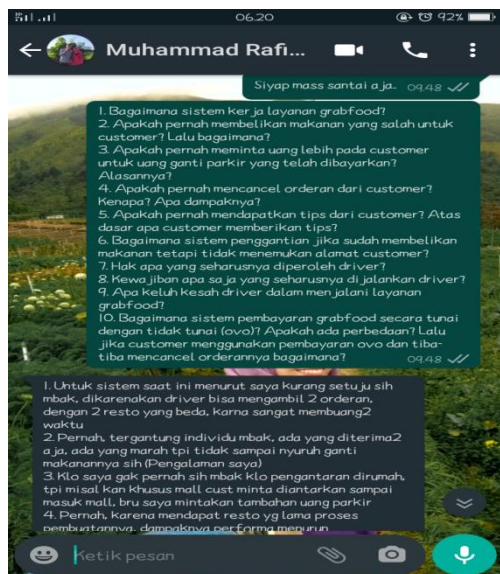 06.20
92%
Muhammad Rafi...
Siyap mass santai aja. 09.48
1. Bagaimana sistem kerja layanan grabfood?
2. Apakah pernah membelikan makanan yang salah untuk
customer? Lalu bagaimana?
3. Apakah pernah meminta uang lebih pada customer
untuk uang ganti parkir yang telah dibayarkan?
Alasannya?
4. Apakah pernah mencancel orderan dari customer?
Kenapa? Apa dampaknya?
5. Apakah pernah mendapatkan tips dari customer? Atas
dasar apa customer memberikan tips?
6. Bagaimana sistem penggantian jika sudah membelikan
makanan tetapi tidak menemukan alamat customer?
7. Hak apa yang seharusnya diperoleh driver?
8. Kewajiban apa saja yang seharusnya di jalankan driver?
9. Apa keluh kesah driver dalam menjalani layanan
grabfood?
10. Bagaimana sistem pembayaran grabfood secara tunai
dengan tidak tunai (ovo)? Apakah ada perbedaan? Lalu
jika customer menggunakan pembayaran ovo dan tiba-
tiba mencancel orderannya bagaimana? 09.48
1. Untuk sistem saat ini menurut saya kurang setuju sih
mbak, dikarenakan driver bisa mengambil 2 orderan,
dengan 2 resto yang beda, karna sangat membuang2
waktu
2. Pernah, tergantung individu mbak, ada yang diterima2
aja, ada yang marah tpi tidak sampai nyuruh ganti
makanannya sih (Pengalaman saya)
3. Klo saya gak pernah sih mbak klo pengantaran dirumah,
tpi misal kan khusus mall cust minta diantarkan sampai
masuk mall, bru saya mintakan tambahan uang parkir
4. Pernah, karena mendapat resto yg lama proses
pembuatannya, dampaknya performa menurun
Ketik pesan